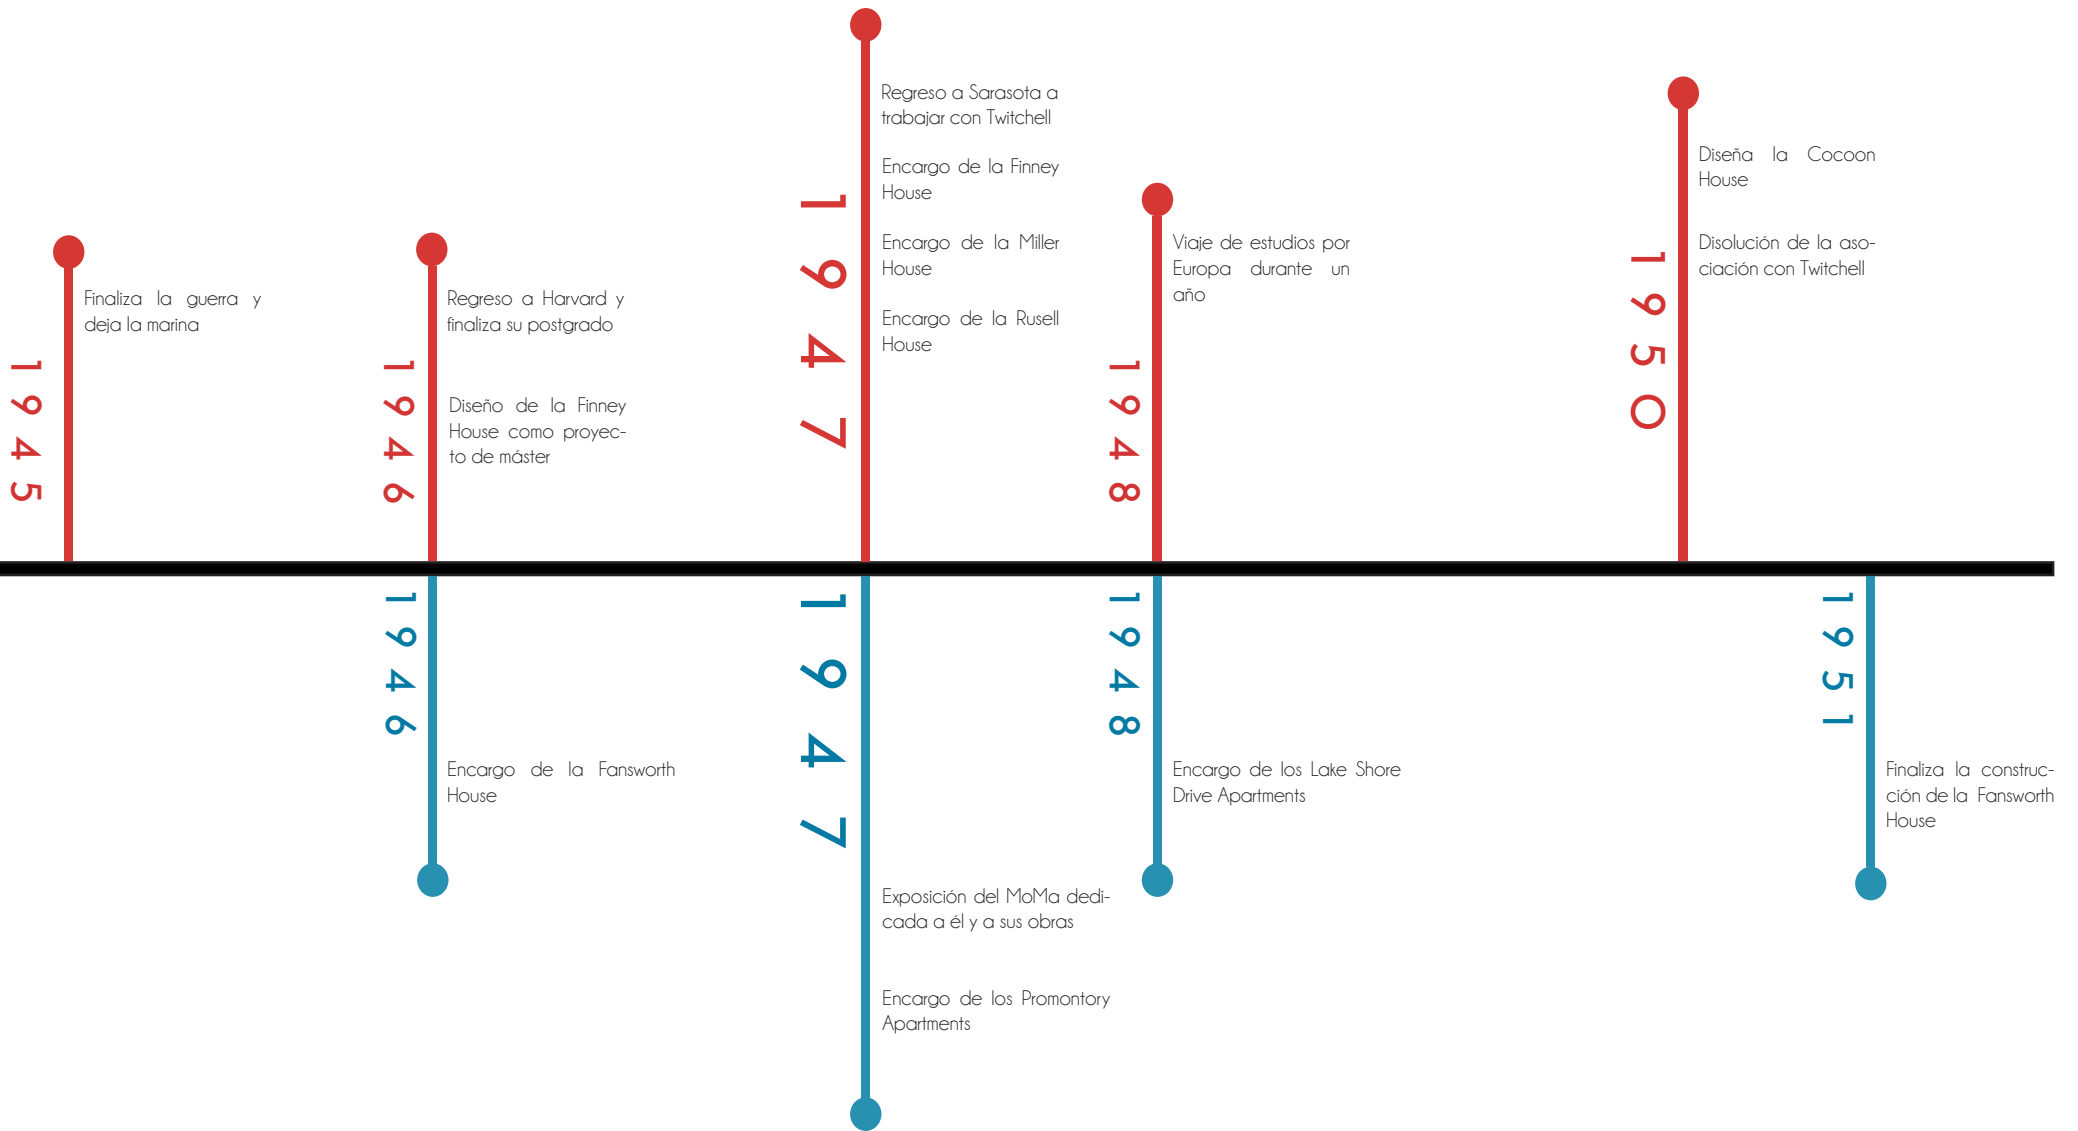 1945
Finaliza la guerra y
deja la marina
1946
Regreso a Harvard y
finaliza su postgrado
Diseño de la Finney
House como proyec-
to de máster
1947
Regreso a Sarasota a
trabajar con Twitchell
Encargo de la Finney
House
Encargo de la Miller
House
Encargo de la Rusell
House
1948
Viaje de estudios por
Europa durante un
año
1950
Diseña la Cocoon
House
Disolución de la aso-
ciación con Twitchell
1946
Encargo de la Fansworth
House
1947
Exposición del MoMa dedi-
cada a él y a sus obras
Encargo de los Promontory
Apartments
1948
Encargo de los Lake Shore
Drive Apartments
1951
Finaliza la construc-
ción de la Fansworth
House